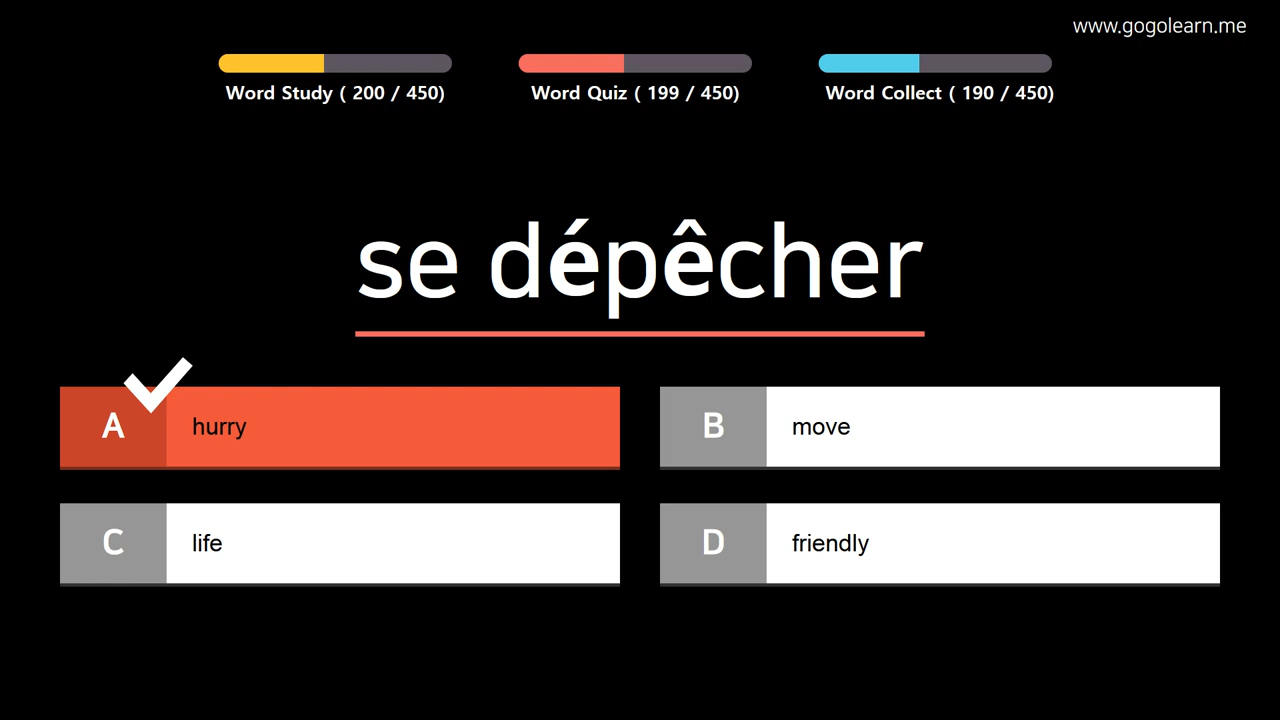 www.gogolearn.me
Word Study ( 200 / 450)
Word Quiz ( 199 / 450)
Word Collect ( 190 / 450)
se dépêcher
A hurry
B move
C life
D friendly